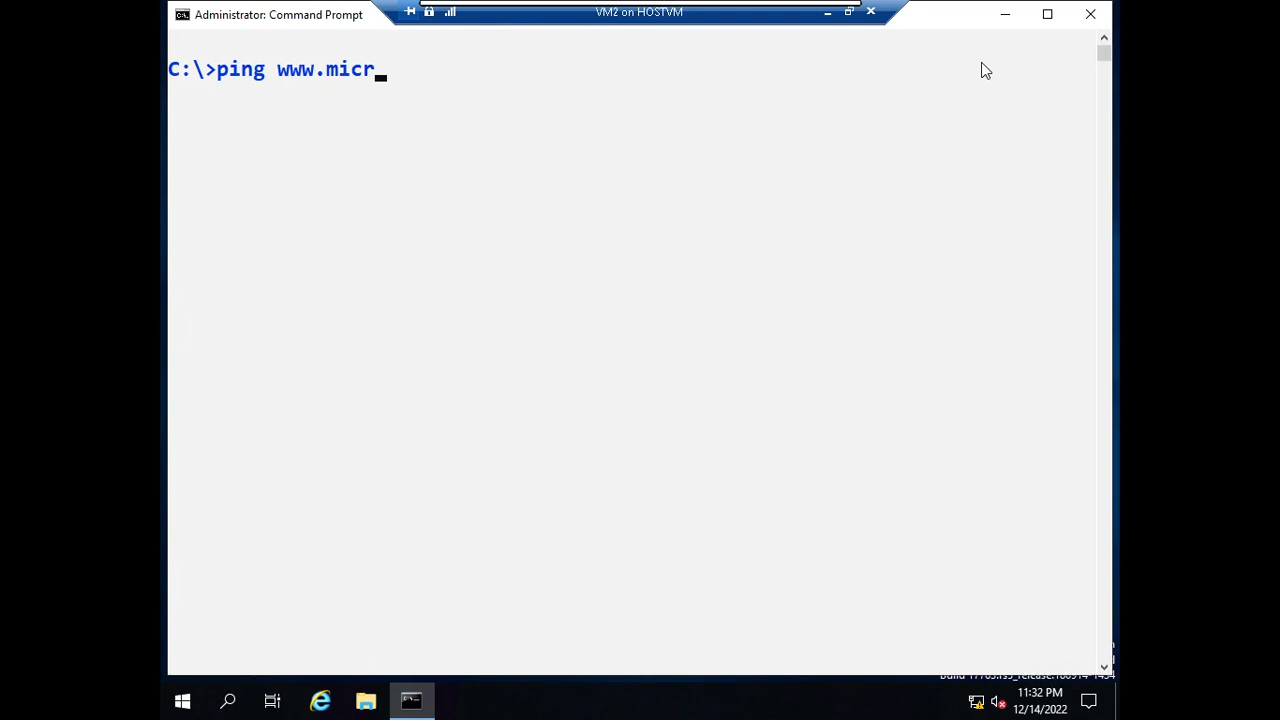 Administrator: Command Prompt
VM2 on HOSTVM
C:\>ping www.micr
11:32 PM
12/14/2022